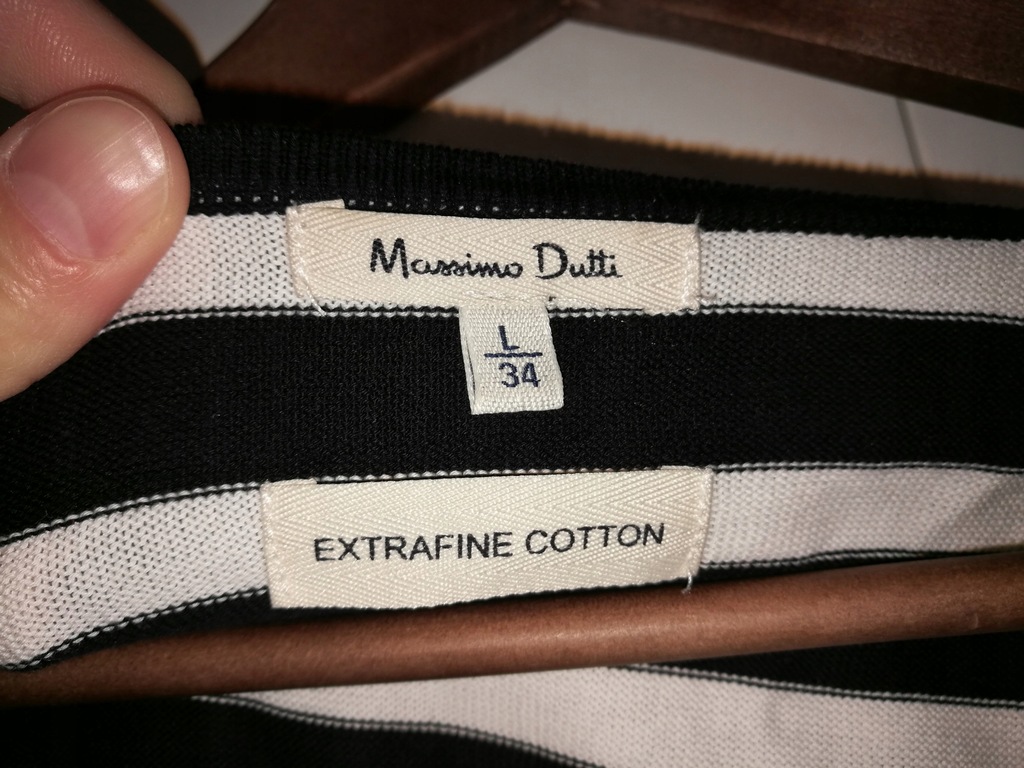 Massimo Dutti
L
34
EXTRAFINE COTTON